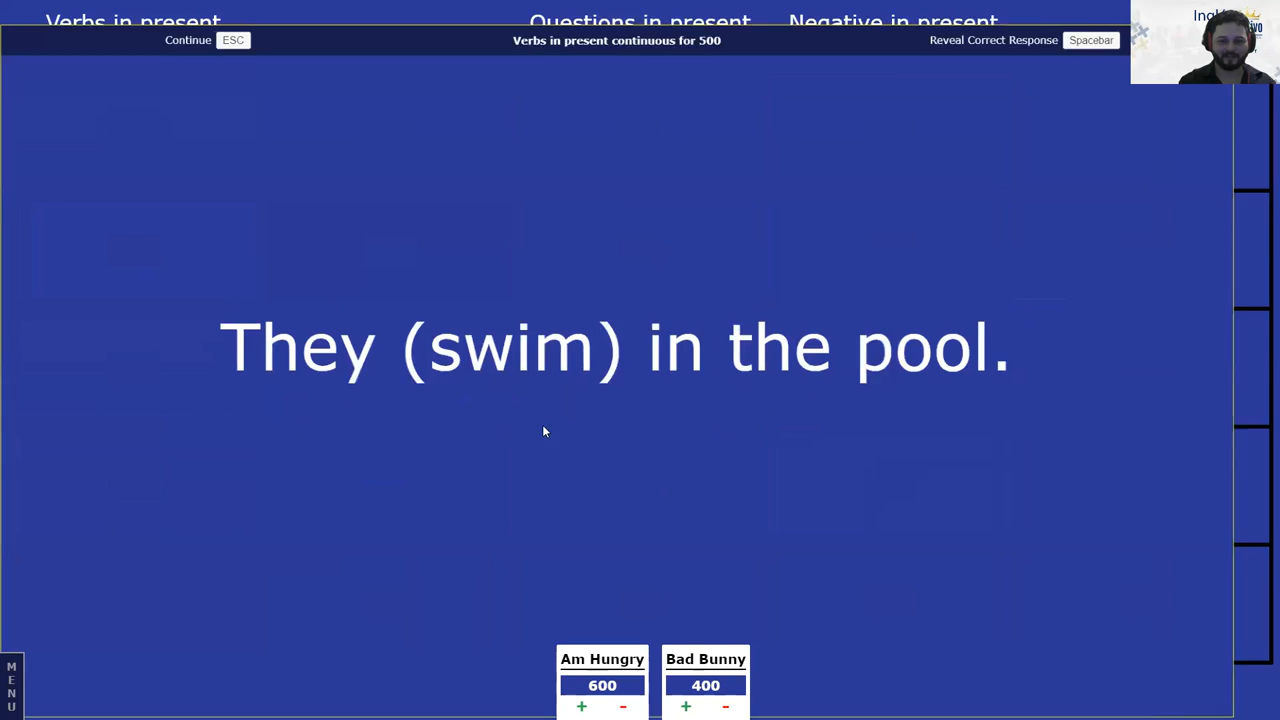 Verbs in present Questions in present Negative in present
Continue ESC Verbs in present continuous for 500 Reveal Correct Response Spacebar
They (swim) in the pool.
MENU
Am Hungry Bad Bunny
600 400
+ - + -